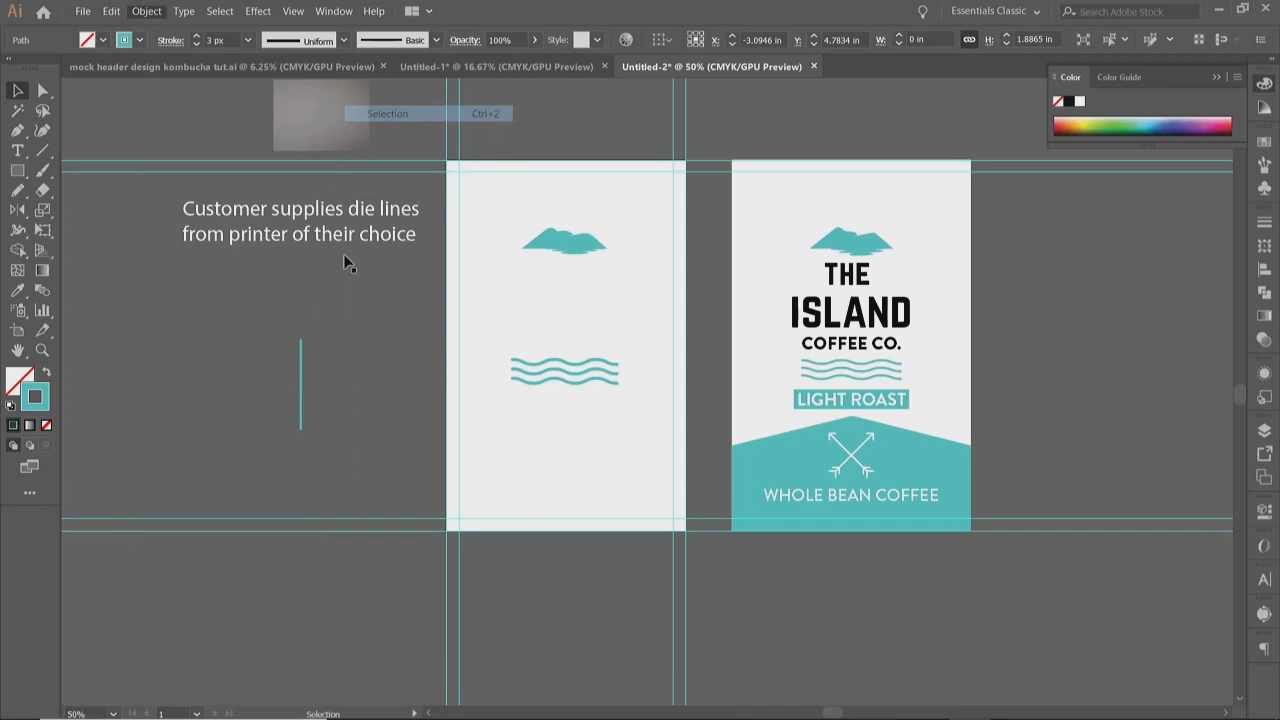 Ai File Edit Object Type Select Effect View Window Help Essentials Classic Search Adobe Stock
Path Stroke: 3 px Uniform Basic Opacity: 100% Style: X: -3.0946 in Y: 4.7834 in W: 0 in H: 1.8865 in
mock header design kombucha tut.ai @ 6.25% (CMYK/GPU Preview) × Untitled-1* @ 16.67% (CMYK/GPU Preview) × Untitled-2* @ 50% (CMYK/GPU Preview) ×
Color Color Guide
Selection Ctrl+2
Customer supplies die lines
from printer of their choice
THE
ISLAND
COFFEE CO.
LIGHT ROAST
WHOLE BEAN COFFEE
50% 1 Selection